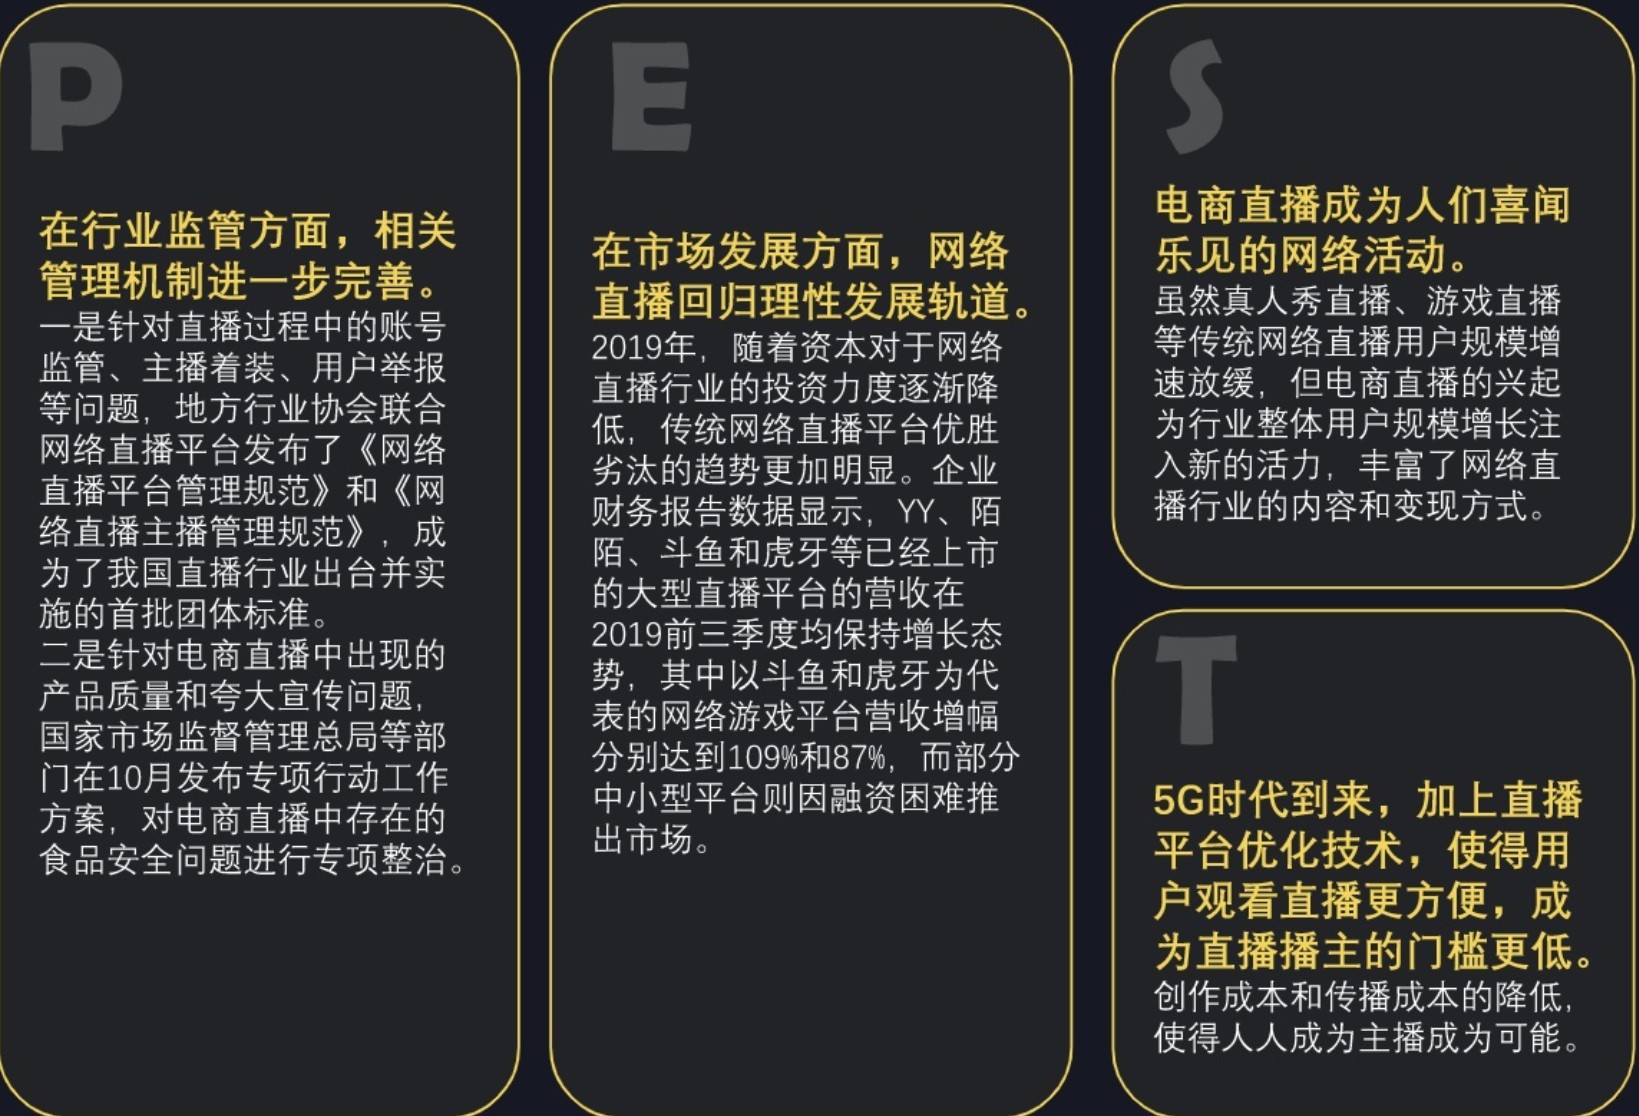 P
在行业监管方面，相关
管理机制进一步完善。
一是针对直播过程中的账号
监管、主播着装、用户举报
等问题，地方行业协会联合
网络直播平台发布了《网络
直播平台管理规范》和《网
络直播主播管理规范》，成
为了我国直播行业出台并实
施的首批团体标准。
二是针对电商直播中出现的
产品质量和夸大宣传问题，
国家市场监督管理总局等部
门在10月发布专项行动工作
方案，对电商直播中存在的
食品安全问题进行专项整治。
E
在市场发展方面，网络
直播回归理性发展轨道。
2019年，随着资本对于网络
直播行业的投资力度逐渐降
低，传统网络直播平台优胜
劣汰的趋势更加明显。企业
财务报告数据显示，YY、陌
陌、斗鱼和虎牙等已经上市
的大型直播平台的营收在
2019前三季度均保持增长态
势，其中以斗鱼和虎牙为代
表的网络游戏平台营收增幅
分别达到109%和87%，而部分
中小型平台则因融资困难推
出市场。
S
电商直播成为人们喜闻
乐见的网络活动。
虽然真人秀直播、游戏直播
等传统网络直播用户规模增
速放缓，但电商直播的兴起
为行业整体用户规模增长注
入新的活力，丰富了网络直
播行业的内容和变现方式。
T
5G时代到来，加上直播
平台优化技术，使得用
户观看直播更方便，成
为直播播主的门槛更低。
创作成本和传播成本的降低，
使得人人成为主播成为可能。